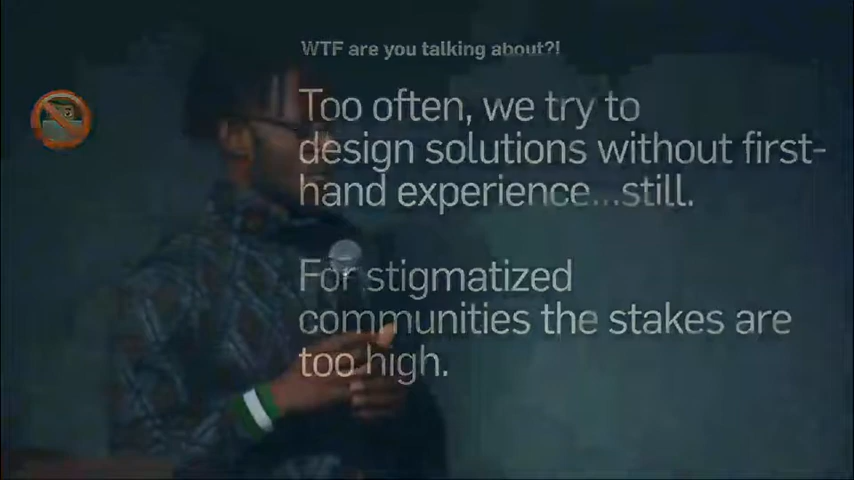 WTF are you talking about?!
Too often, we try to
design solutions without first-
hand experience...still.
For stigmatized
communities the stakes are
too high.